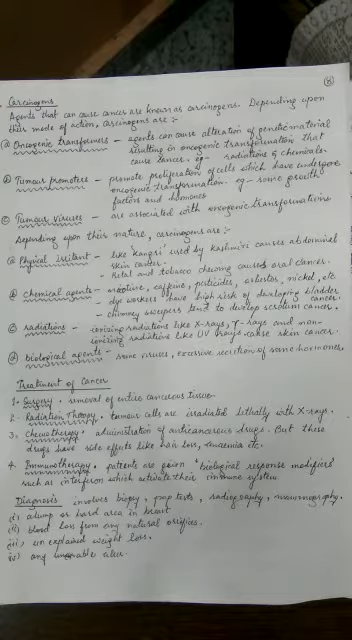 Carcinogens
Agents that can cause cancer are known as carcinogens. Depending upon
their mode of action, carcinogens are :-
(a) Oncogenic transformers - agents can cause alteration of genetic material
resulting in oncogenic transformation that
cause cancer. eg - radiations & chemicals.
(b) Tumour promoters - promote proliferation of cells which have undergone
oncogenic transformation. eg - some growth
factors and hormones
(c) Tumour viruses - are associated with oncogenic transformations
Depending upon their nature, carcinogens are :-
(a) Physical irritant - like 'kangri' used by Kashmiri causes abdominal
skin cancer.
- and tobacco chewing causes oral cancer.
(b) Chemical agents - nicotine, caffeine, pesticides, asbestos, nickel, etc
- dye workers have high risk of developing bladder
cancer.
- chimney sweepers tend to develop scrotum cancer.
(c) radiations - ionizing radiations like X-rays, γ-rays and non-
ionizing radiations like UV rays cause skin cancer.
(d) biological agents - some viruses, excessive secretion of some hormones
Treatment of Cancer
1. Surgery - removal of entire cancerous tissue.
2. Radiation Therapy - tumour cells are irradiated lethally with X-rays.
3. Chemotherapy - administration of anticancerous drugs. But these
drugs have side effects like hair loss, anaemia etc.
4. Immunotherapy - patients are given 'biological response modifiers'
such as interferon which activates their immune system.
Diagnosis involves biopsy, pap tests, radiography, mammography.
(i) a lump or hard area in breast
(ii) blood loss from any natural orifices.
(iii) unexplained weight loss.
iv) any ulcer.